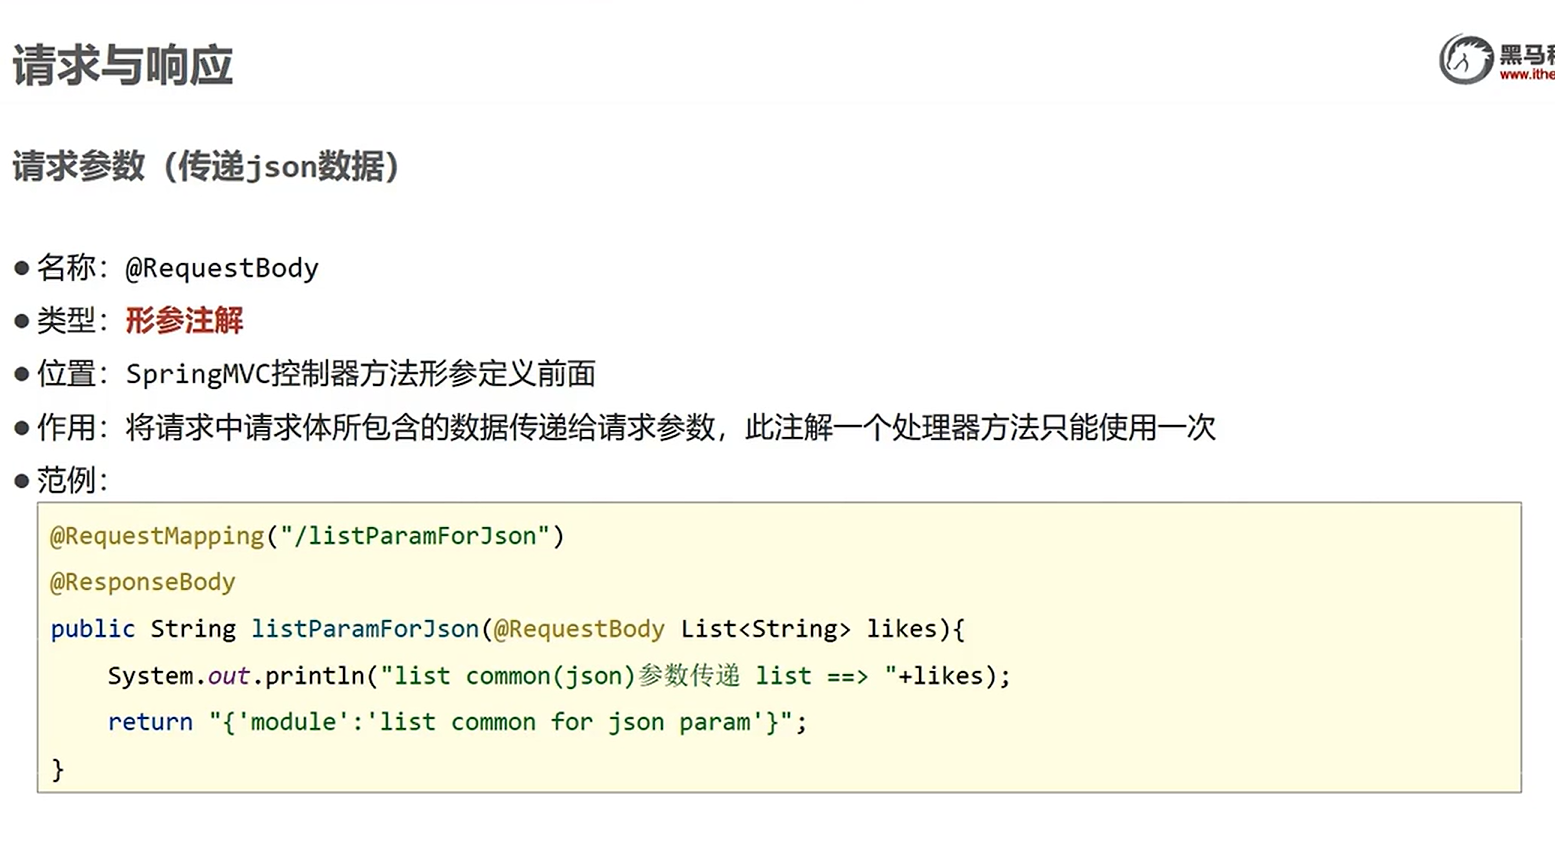 请求与响应
黑马
www.ithe
请求参数（传递json数据）
●名称：@RequestBody
●类型：形参注解
●位置：SpringMVC控制器方法形参定义前面
●作用：将请求中请求体所包含的数据传递给请求参数，此注解一个处理器方法只能使用一次
●范例：
@RequestMapping("/listParamForJson")
@ResponseBody
public String listParamForJson(@RequestBody List<String> likes){
    System.out.println("list common(json)参数传递 list ==> "+likes);
    return "{'module':'list common for json param'}";
}